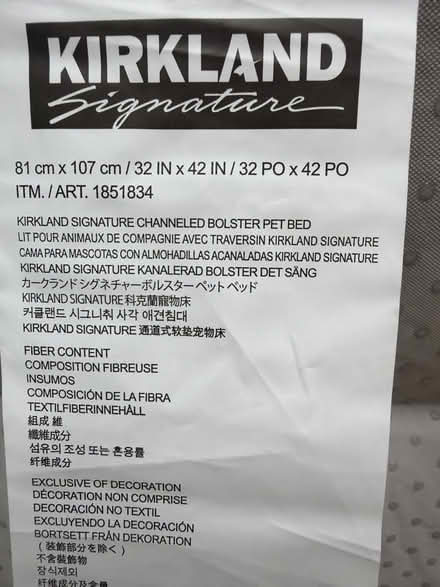 KIRKLAND
Signature
81 cm x 107 cm / 32 IN x 42 IN / 32 PO x 42 PO
ITM. / ART. 1851834
KIRKLAND SIGNATURE CHANNELED BOLSTER PET BED
LIT POUR ANIMAUX DE COMPAGNIE AVEC TRAVERSIN KIRKLAND SIGNATURE
CAMA PARA MASCOTAS CON ALMOHADILLAS ACANALADAS KIRKLAND SIGNATURE
KIRKLAND SIGNATURE KANALERAD BOLSTER DET SÄNG
カークランド シグネチャーボルスター ペット ベッド
KIRKLAND SIGNATURE 科克蘭寵物床
커클랜드 시그니춰 사각 애견침대
KIRKLAND SIGNATURE 通道式软垫宠物床
FIBER CONTENT
COMPOSITION FIBREUSE
INSUMOS
COMPOSICIÓN DE LA FIBRA
TEXTILFIBERINNEHÅLL
組成 維
纖維成分
섬유의 조성 또는 혼용률
纤维成分
EXCLUSIVE OF DECORATION
DÉCORATION NON COMPRISE
DECORACIÓN NO TEXTIL
EXCLUYENDO LA DECORACIÓN
BORTSETT FRÅN DEKORATION
（装飾部分を除く）
不含裝飾物
장식제외
纤维成分及含量